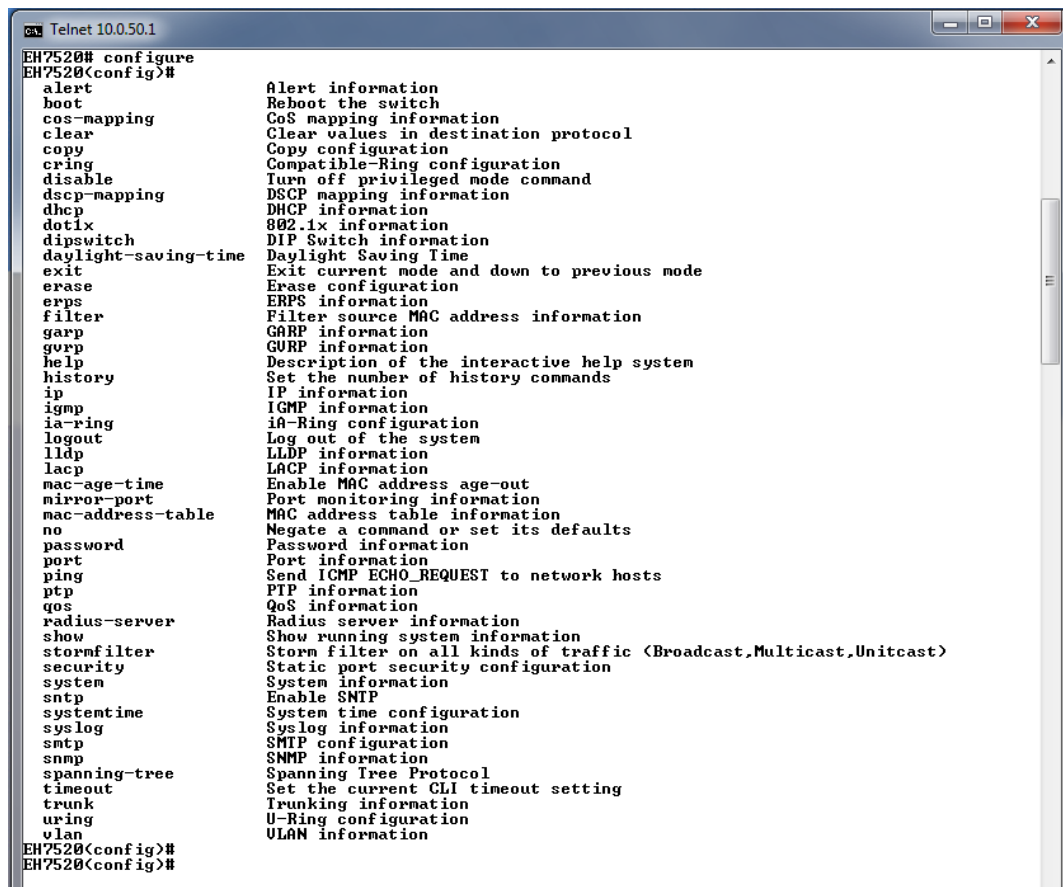 Telnet 10.0.50.1
EH7520# configure
EH7520(config)#
alert Alert information
boot Reboot the switch
cos-mapping CoS mapping information
clear Clear values in destination protocol
copy Copy configuration
cring Compatible-Ring configuration
disable Turn off privileged mode command
dscp-mapping DSCP mapping information
dhcp DHCP information
dot1x 802.1x information
dipswitch DIP Switch information
daylight-saving-time Daylight Saving Time
exit Exit current mode and down to previous mode
erase Erase configuration
erps ERPS information
filter Filter source MAC address information
garp GARP information
gvrp GVRP information
help Description of the interactive help system
history Set the number of history commands
ip IP information
igmp IGMP information
ia-ring iA-Ring configuration
logout Log out of the system
lldp LLDP information
lacp LACP information
mac-age-time Enable MAC address age-out
mirror-port Port monitoring information
mac-address-table MAC address table information
no Negate a command or set its defaults
password Password information
port Port information
ping Send ICMP ECHO_REQUEST to network hosts
ptp PTP information
qos QoS information
radius-server Radius server information
show Show running system information
stormfilter Storm filter on all kinds of traffic (Broadcast,Multicast,Unitcast)
security Static port security configuration
system System information
sntp Enable SNTP
systemtime System time configuration
syslog Syslog information
smtp SMTP configuration
snmp SNMP information
spanning-tree Spanning Tree Protocol
timeout Set the current CLI timeout setting
trunk Trunking information
uring U-Ring configuration
vlan VLAN information
EH7520(config)#
EH7520(config)#